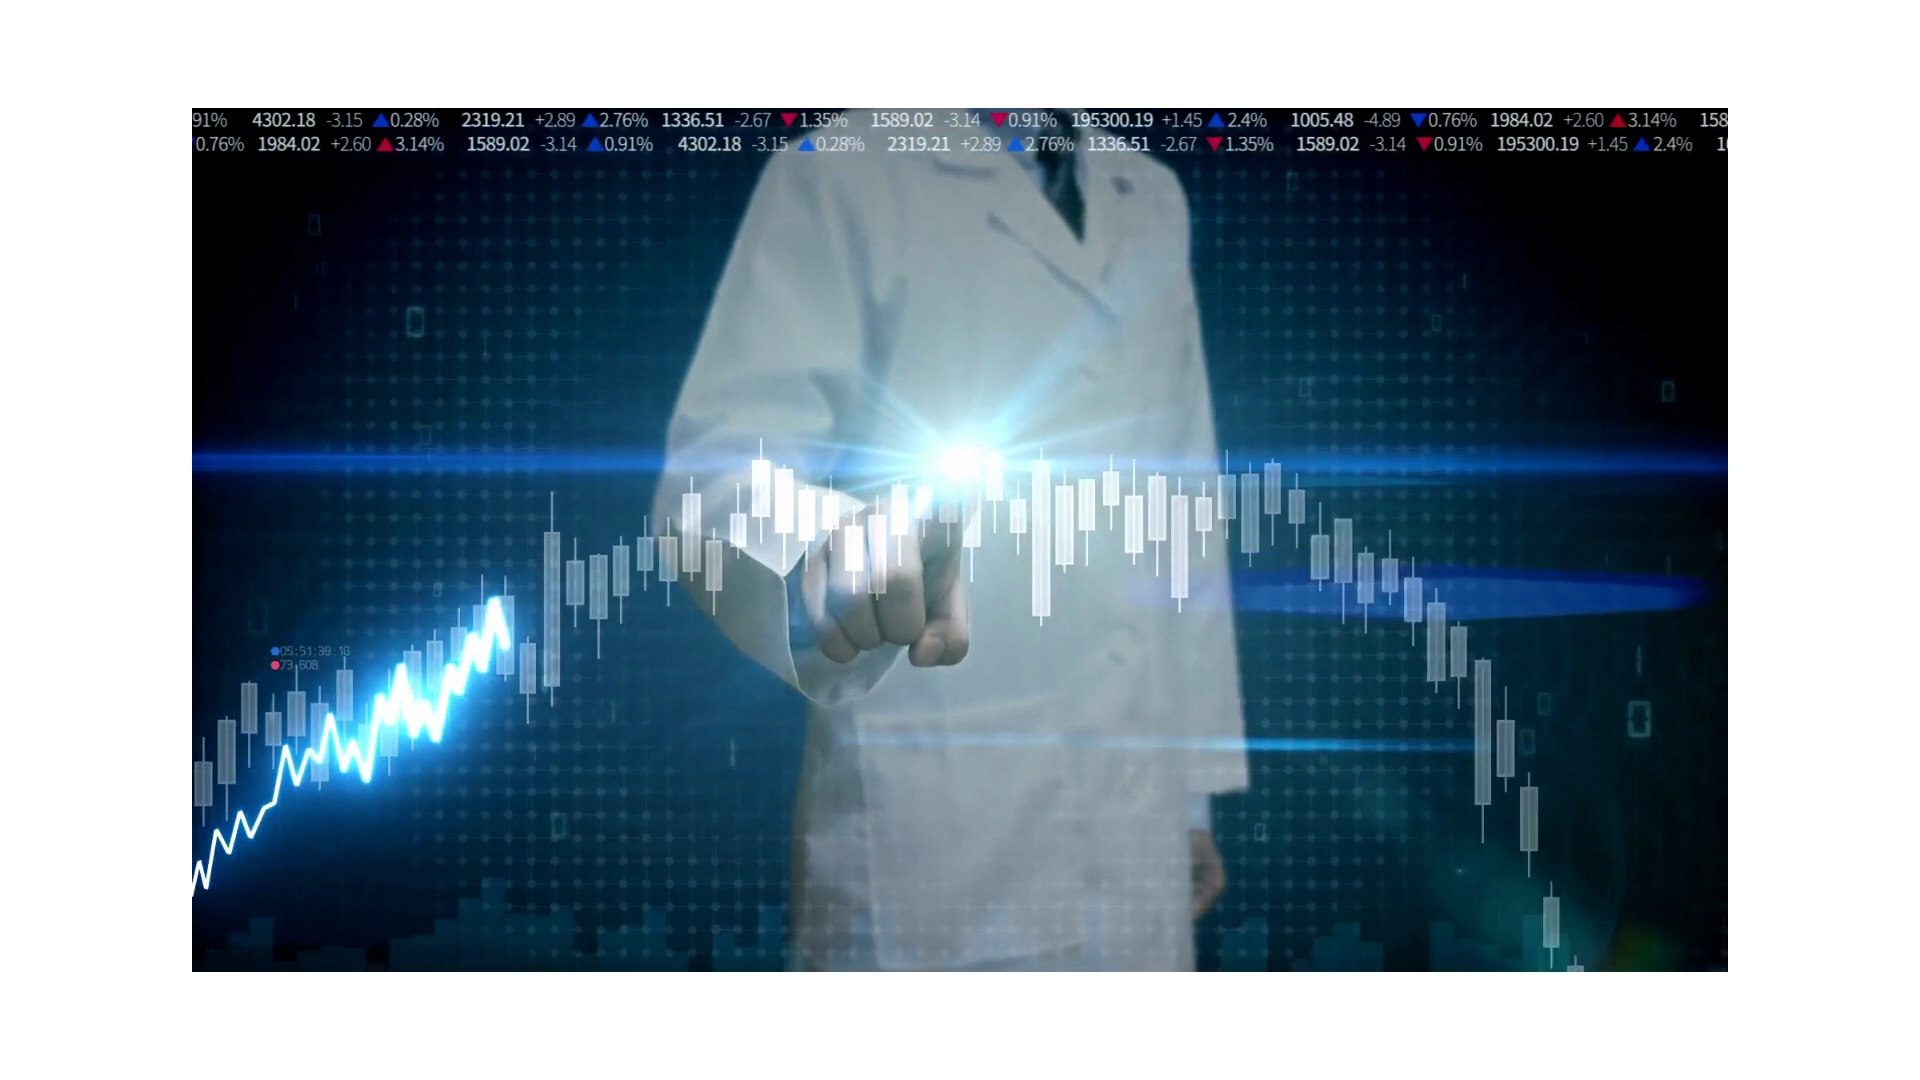 91% 4302.18 -3.15 ▲0.28% 2319.21 +2.89 ▲2.76% 1336.51 -2.67 ▼1.35% 1589.02 -3.14 ▼0.91% 195300.19 +1.45 ▲2.4% 1005.48 -4.89 ▼0.76% 1984.02 +2.60 ▲3.14% 158
0.76% 1984.02 +2.60 ▲3.14% 1589.02 -3.14 ▲0.91% 4302.18 -3.15 ▲0.28% 2319.21 +2.89 ▲2.76% 1336.51 -2.67 ▼1.35% 1589.02 -3.14 ▼0.91% 195300.19 +1.45 ▲2.4%
73,608